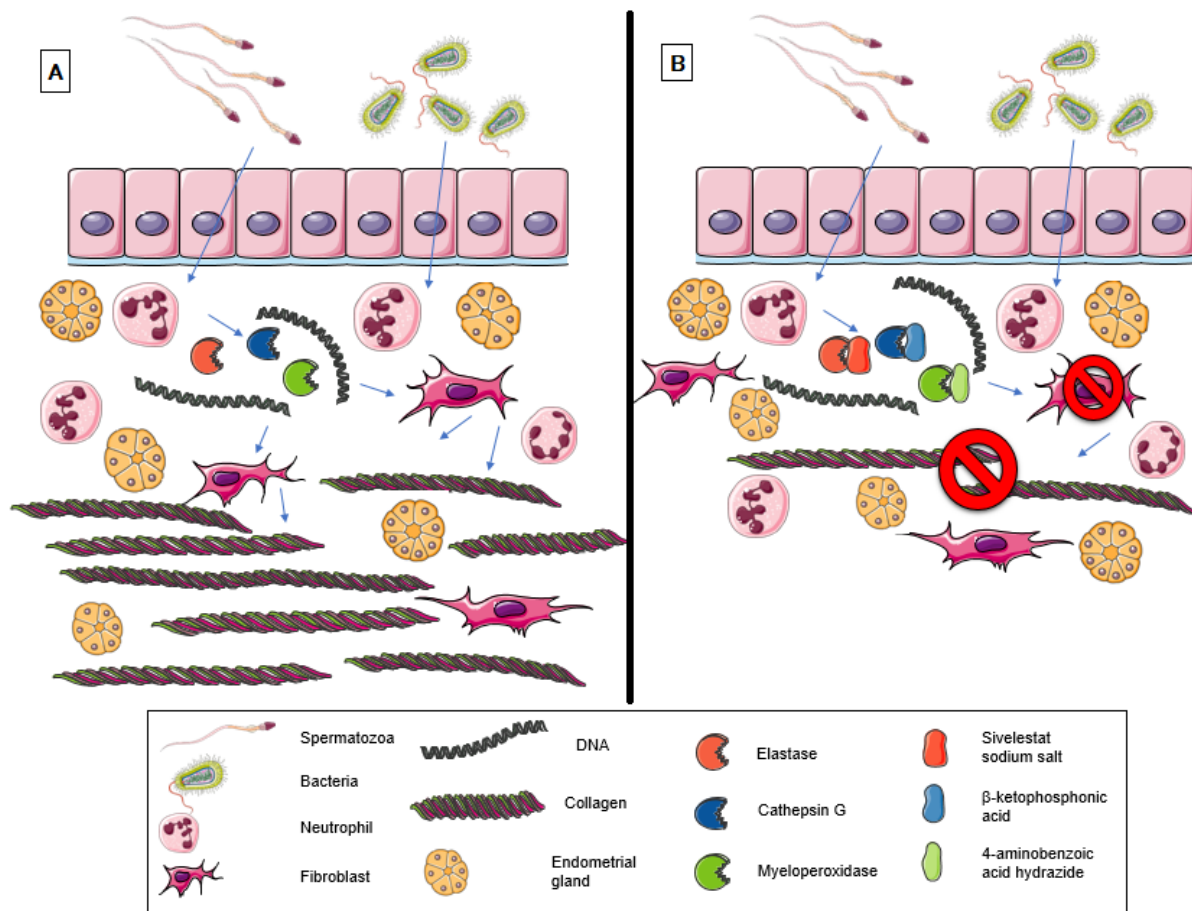 A
B
Spermatozoa
Bacteria
Neutrophil
Fibroblast
DNA
Collagen
Endometrial
gland
Elastase
Cathepsin G
Myeloperoxidase
Sivelestat
sodium salt
β-ketophosphonic
acid
4-aminobenzoic
acid hydrazide